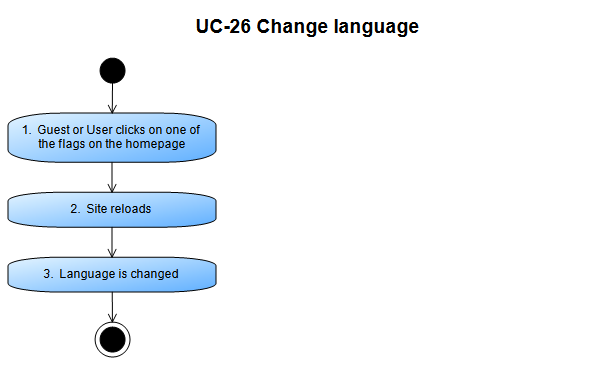 UC-26 Change language
1. Guest or User clicks on one of
the flags on the homepage
2. Site reloads
3. Language is changed